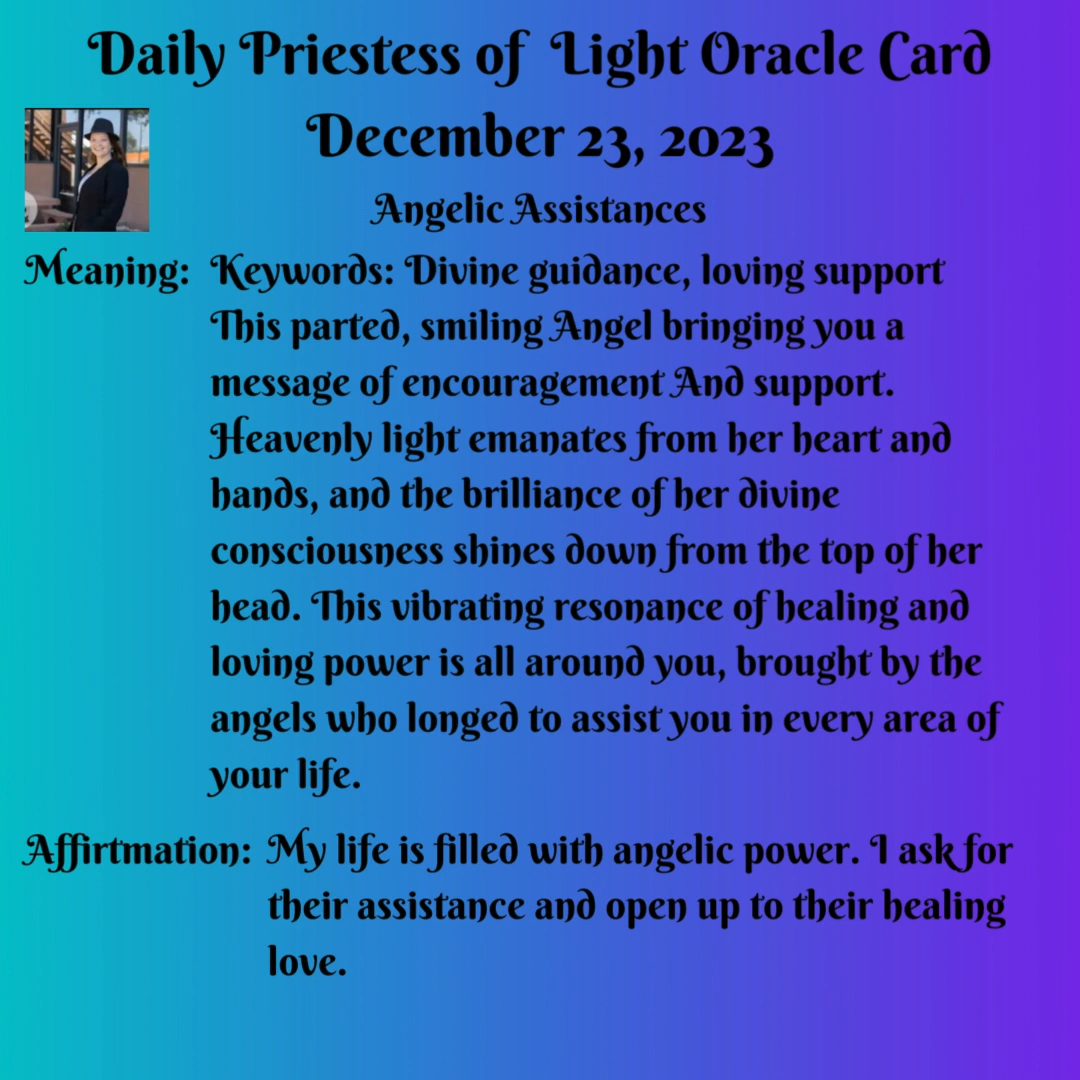 Daily Priestess of Light Oracle Card
December 23, 2023
Angelic Assistances
Meaning: Keywords: Divine guidance, loving support
This parted, smiling Angel bringing you a
message of encouragement And support.
Heavenly light emanates from her heart and
hands, and the brilliance of her divine
consciousness shines down from the top of her
head. This vibrating resonance of healing and
loving power is all around you, brought by the
angels who longed to assist you in every area of
your life.
Affirtmation: My life is filled with angelic power. I ask for
their assistance and open up to their healing
love.